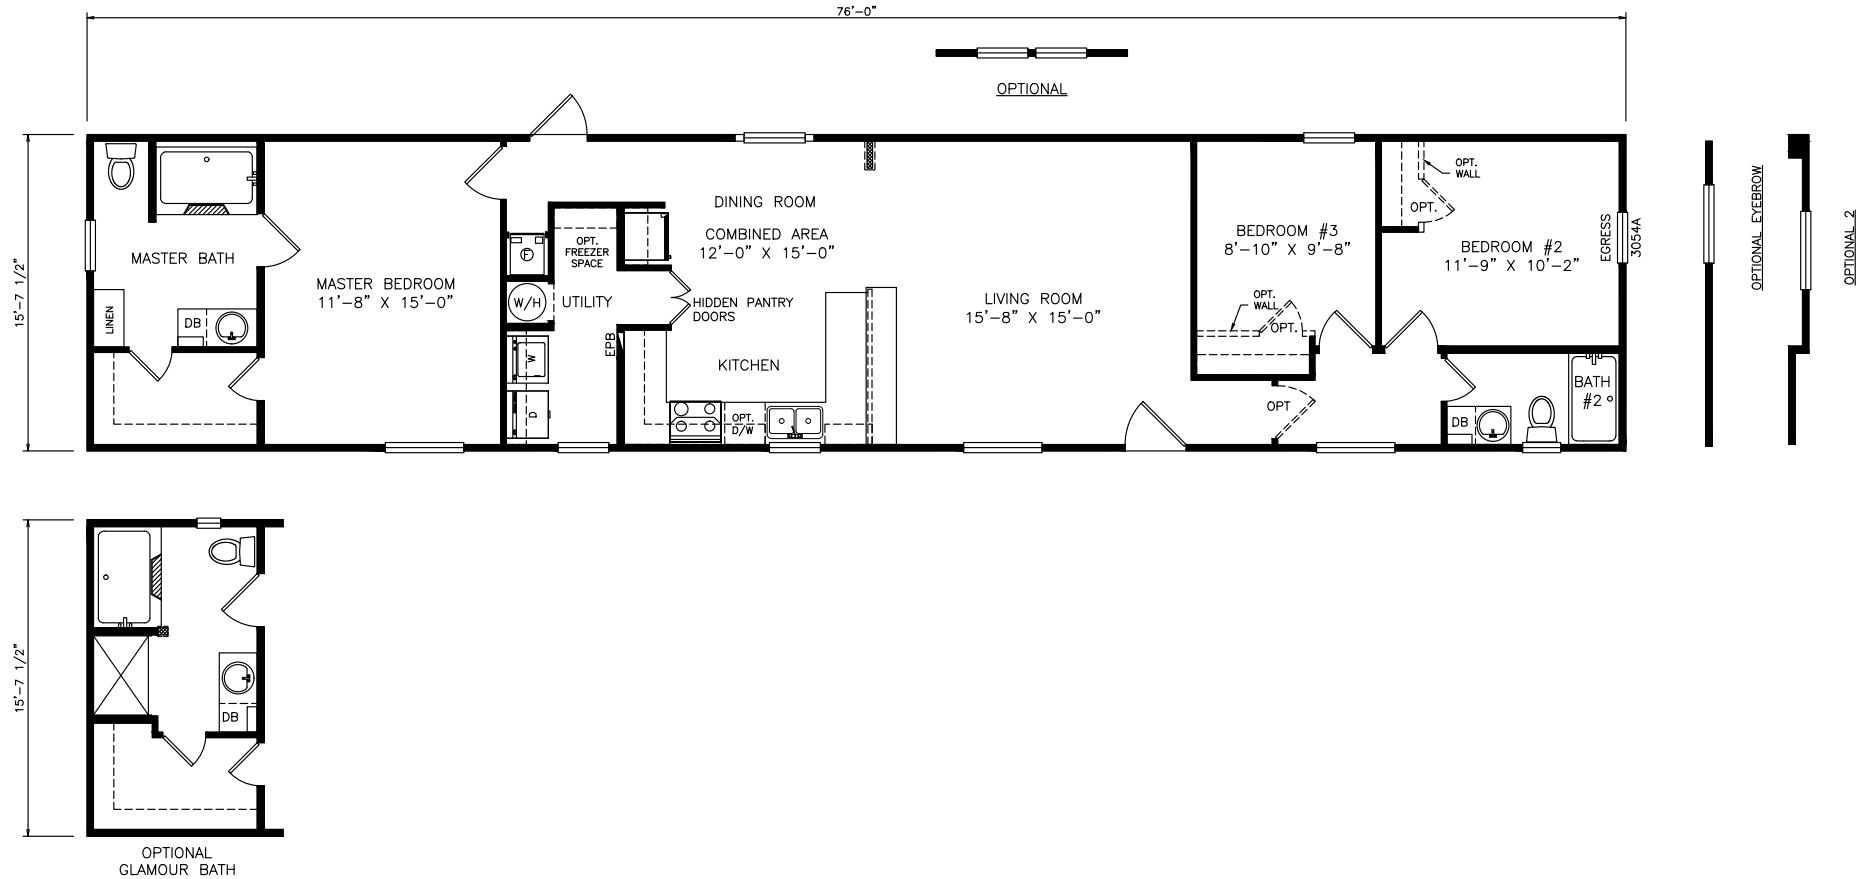 76'-0"
OPTIONAL
15'-7 1/2"
MASTER BATH
LINEN
DB
MASTER BEDROOM
11'-8" X 15'-0"
F
W/H
OPT.
FREEZER
SPACE
UTILITY
W
D
EPB
HIDDEN PANTRY
DOORS
DINING ROOM
COMBINED AREA
12'-0" X 15'-0"
KITCHEN
OPT.
D/W
LIVING ROOM
15'-8" X 15'-0"
BEDROOM #3
8'-10" X 9'-8"
OPT.
WALL
OPT.
OPT
OPT.
WALL
OPT.
BEDROOM #2
11'-9" X 10'-2"
EGRESS
3054A
DB
BATH
#2
OPTIONAL EYEBROW
OPTIONAL 2
15'-7 1/2"
DB
OPTIONAL
GLAMOUR BATH